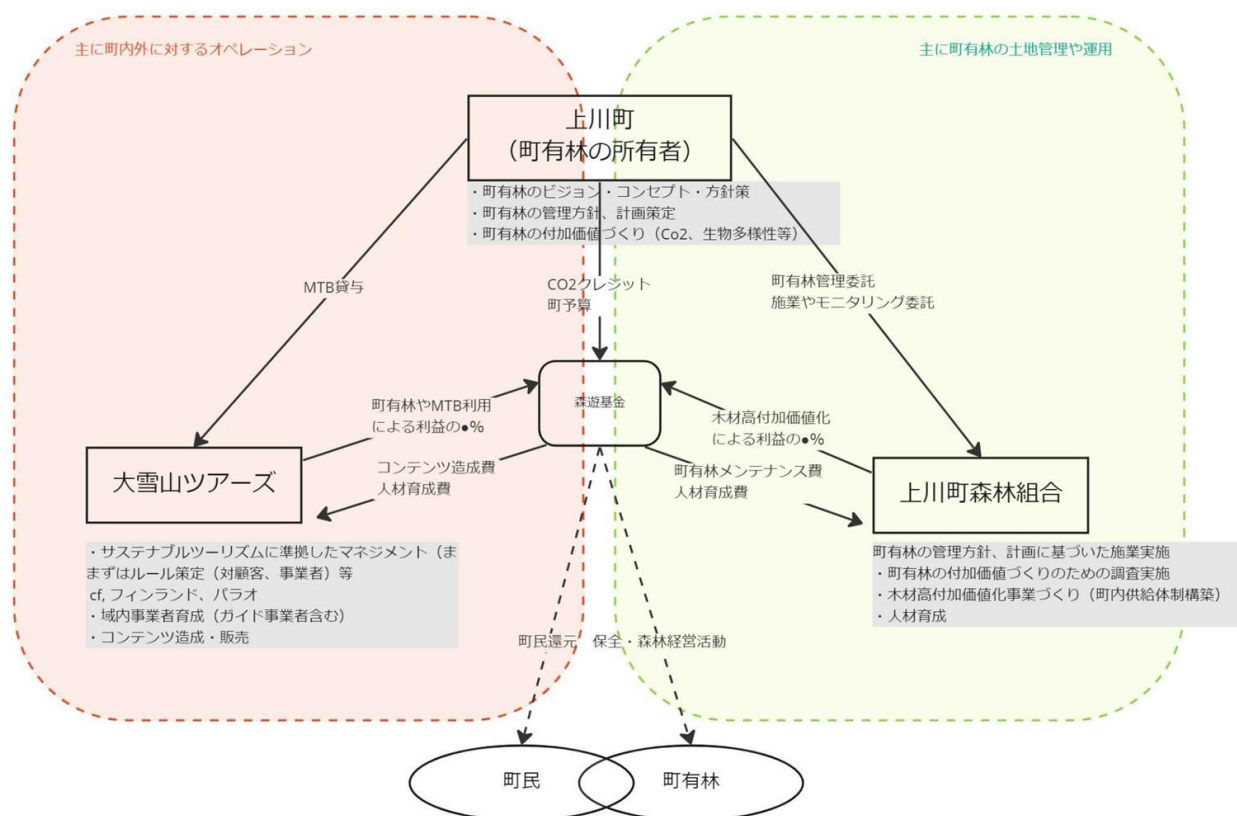 主に町内外に対するオペレーション
主に町有林の土地管理や運用
上川町
（町有林の所有者）
・町有林のビジョン・コンセプト・方針策
・町有林の管理方針、計画策定
・町有林の付加価値づくり（Co2、生物多様性等）
MTB貸与
CO2クレジット
町予算
町有林管理委託
施業やモニタリング委託
森遊基金
町有林やMTB利用
による利益の●%
木材高付加価値化
による利益の●%
コンテンツ造成費
人材育成費
町有林メンテナンス費
人材育成費
大雪山ツアーズ
上川町森林組合
・サステナブルツーリズムに準拠したマネジメント（ま
まずはルール策定（対顧客、事業者）等
cf, フィンランド、パラオ
・域内事業者育成（ガイド事業者含む）
・コンテンツ造成・販売
町有林の管理方針、計画に基づいた施業実施
・町有林の付加価値づくりのための調査実施
・木材高付加価値化事業づくり（町内供給体制構築）
・人材育成
町民還元
保全・森林経営活動
町民
町有林